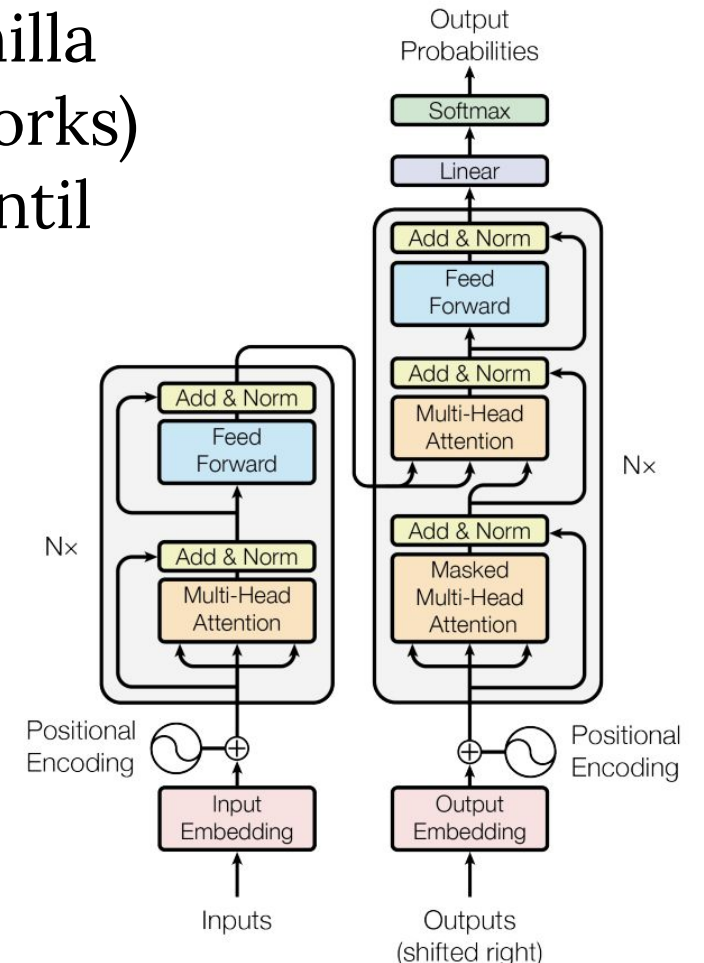 nilla
orks)
ntil
Output
Probabilities
Softmax
Linear
Add & Norm
Feed
Forward
Add & Norm
Multi-Head
Attention
Add & Norm
Masked
Multi-Head
Attention
Nx
Add & Norm
Feed
Forward
Add & Norm
Multi-Head
Attention
Nx
Positional
Encoding
Positional
Encoding
Input
Embedding
Output
Embedding
Inputs
Outputs
(shifted right)